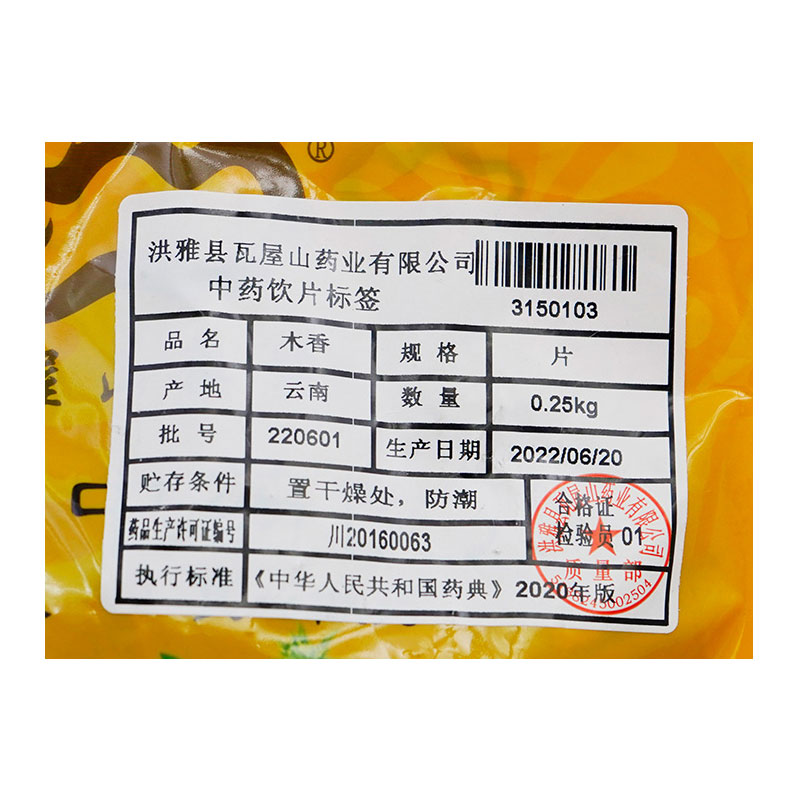 ®
洪雅县瓦屋山药业有限公司
中药饮片标签
3150103
品名 木香 规格 片
产地 云南 数量 0.25kg
批号 220601 生产日期 2022/06/20
贮存条件 置干燥处，防潮
药品生产许可证编号 川20160063
合格证
检验员 01
执行标准 《中华人民共和国药典》2020年版
质量部